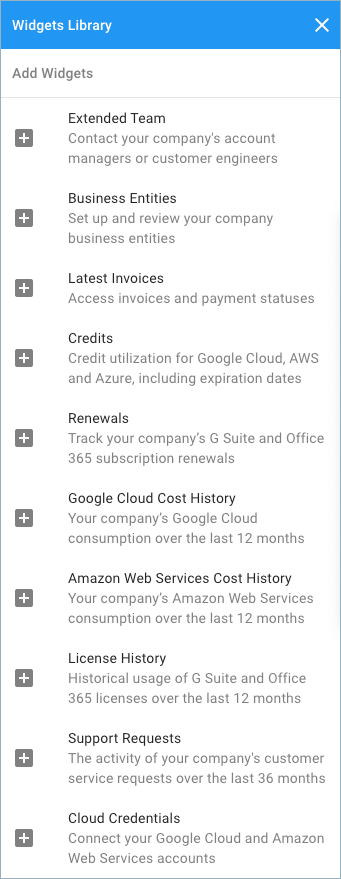 Widgets Library
Add Widgets
Extended Team
Contact your company's account
managers or customer engineers
Business Entities
Set up and review your company
business entities
Latest Invoices
Access invoices and payment statuses
Credits
Credit utilization for Google Cloud, AWS
and Azure, including expiration dates
Renewals
Track your company’s G Suite and Office
365 subscription renewals
Google Cloud Cost History
Your company’s Google Cloud
consumption over the last 12 months
Amazon Web Services Cost History
Your company’s Amazon Web Services
consumption over the last 12 months
License History
Historical usage of G Suite and Office
365 licenses over the last 12 months
Support Requests
The activity of your company's customer
service requests over the last 36 months
Cloud Credentials
Connect your Google Cloud and Amazon
Web Services accounts